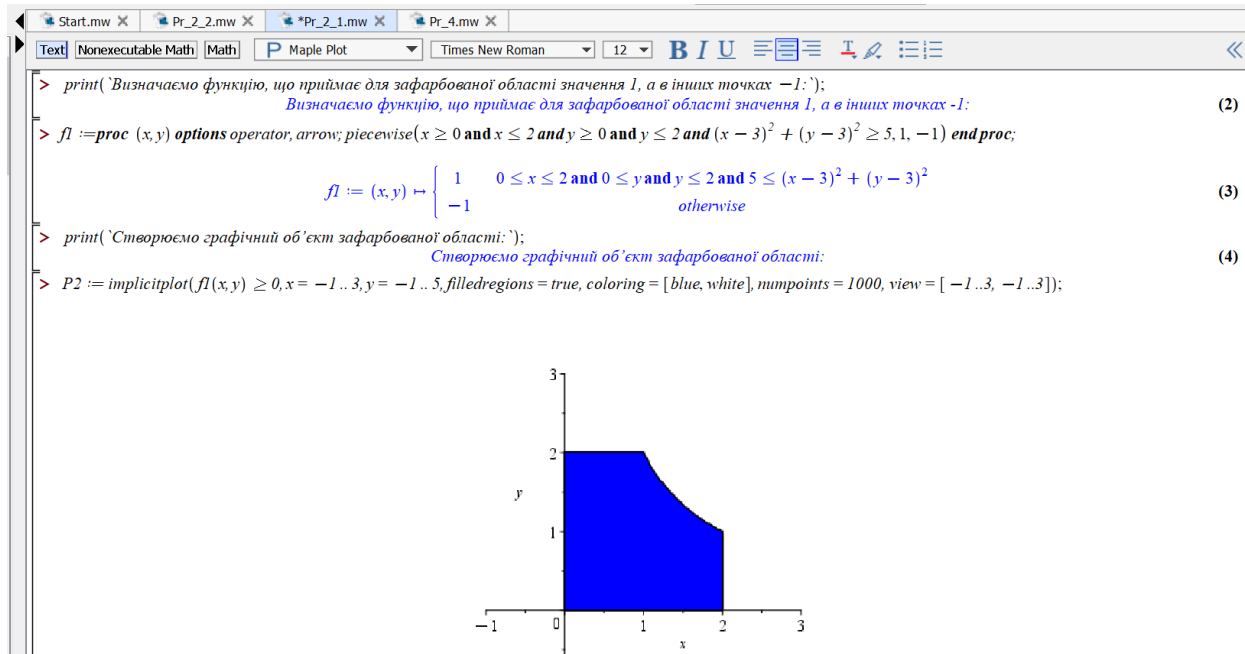 Start.mw X Pr_2_2.mw X *Pr_2_1.mw X Pr_4.mw X
Text Nonexecutable Math Math P Maple Plot Times New Roman 12 B I U
> print(`Визначаємо функцію, що приймає для зафарбованої області значення 1, а в інших точках −1:`);
Визначаємо функцію, що приймає для зафарбованої області значення 1, а в інших точках -1: (2)
> f1 :=proc (x, y) options operator, arrow; piecewise(x ≥ 0 and x ≤ 2 and y ≥ 0 and y ≤ 2 and (x − 3)² + (y − 3)² ≥ 5, 1, −1) end proc;
f1 := (x, y) ↦ { 1 0 ≤ x ≤ 2 and 0 ≤ y and y ≤ 2 and 5 ≤ (x − 3)² + (y − 3)²
−1 otherwise (3)
> print(`Створюємо графічний об’єкт зафарбованої області:`);
Створюємо графічний об’єкт зафарбованої області: (4)
> P2 := implicitplot(f1(x, y) ≥ 0, x = −1 .. 3, y = −1 .. 5, filledregions = true, coloring = [blue, white], numpoints = 1000, view = [ −1 ..3, −1 ..3]);
3
2
y
1
−1 0 1 2 3
x